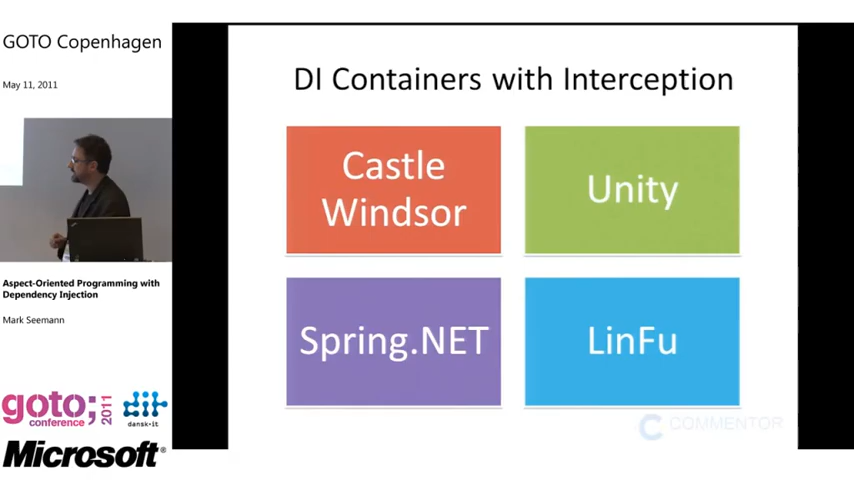 GOTO Copenhagen
May 11, 2011
Aspect-Oriented Programming with
Dependency Injection
Mark Seemann
goto;
conference
2011
dansk-it
Microsoft®
DI Containers with Interception
Castle
Windsor
Unity
Spring.NET
LinFu
COMMENTOR